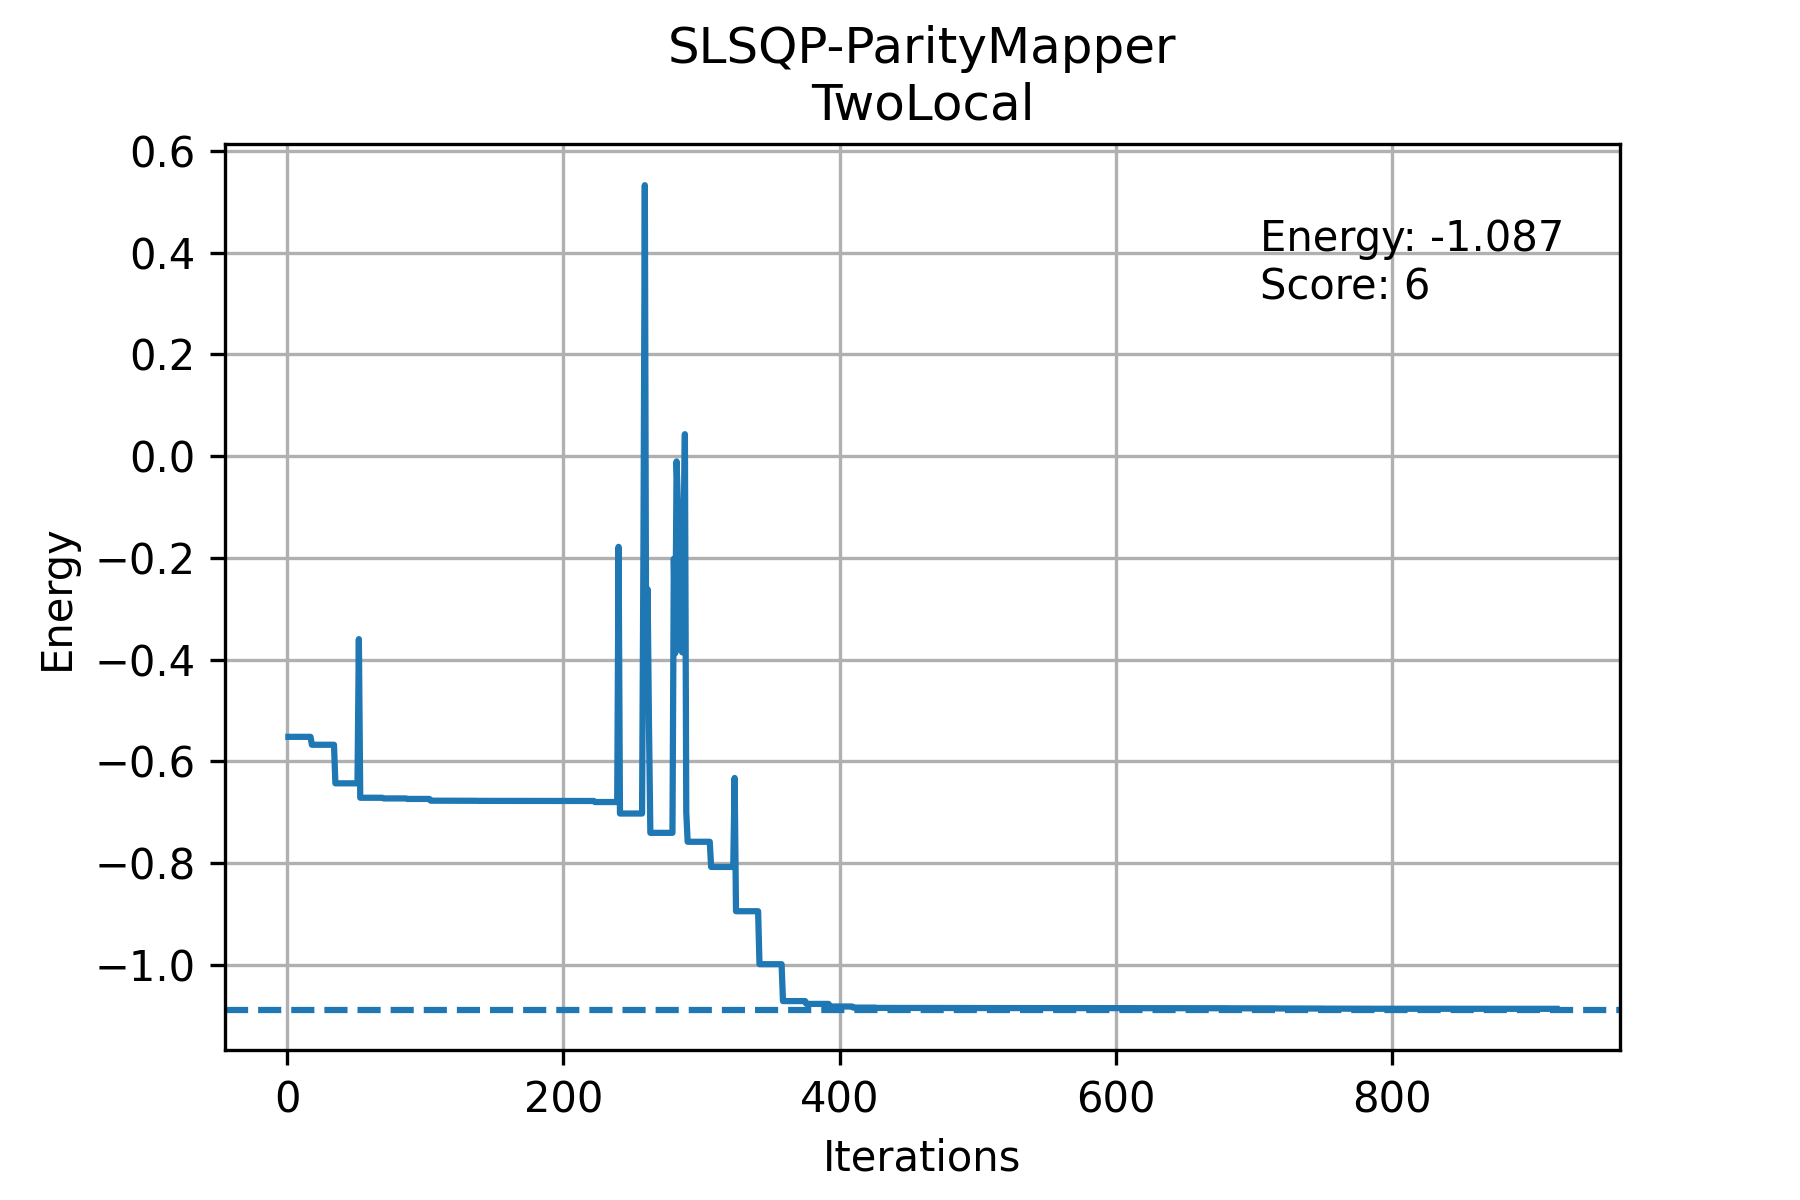 SLSQP-ParityMapper
TwoLocal
Energy: -1.087
Score: 6
0.6
0.4
0.2
0.0
−0.2
−0.4
−0.6
−0.8
−1.0
Energy
0 200 400 600 800
Iterations